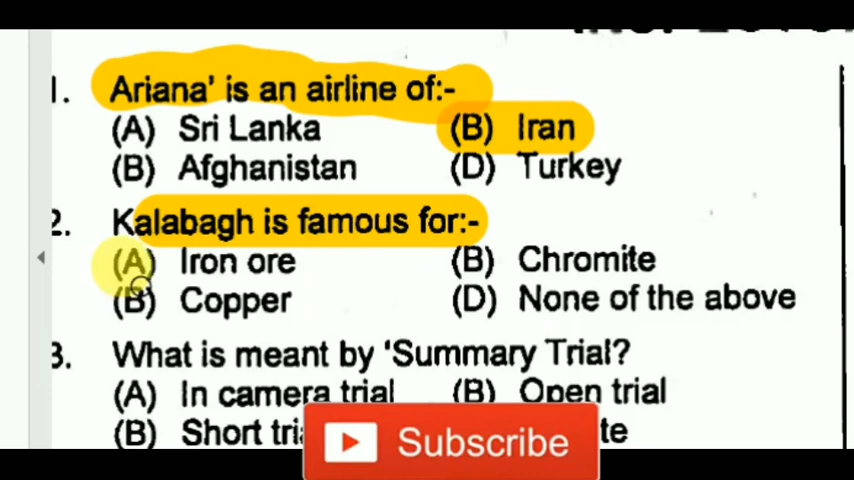 1. Ariana' is an airline of:-
(A) Sri Lanka (B) Iran
(B) Afghanistan (D) Turkey
2. Kalabagh is famous for:-
(A) Iron ore (B) Chromite
(B) Copper (D) None of the above
3. What is meant by 'Summary Trial?
(A) In camera trial (B) Open trial
(B) Short
Subscribe